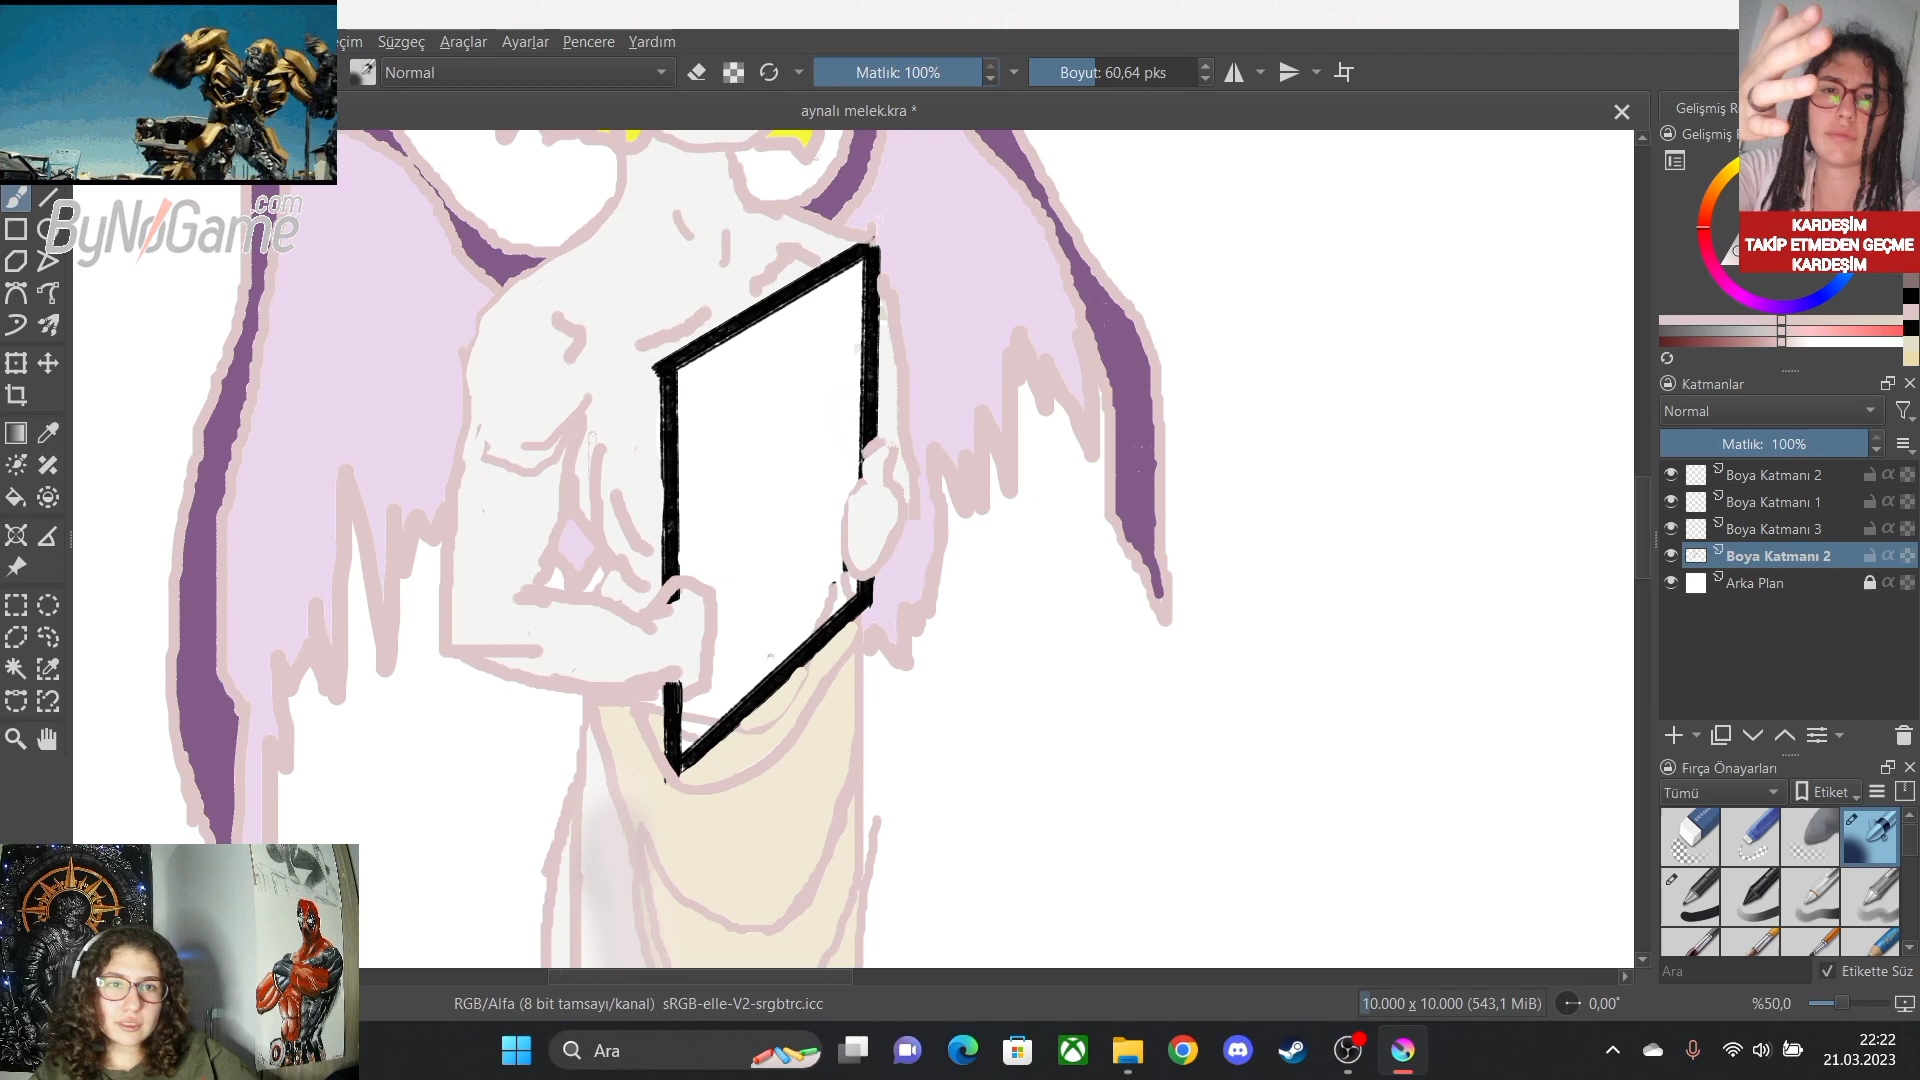 Süzgeç Araçlar Ayarlar Pencere Yardım
Normal
Matlık: 100%
Boyut: 60,64 pks
aynalı melek.kra *
ByNoGame
.com
KARDEŞİM
TAKİP ETMEDEN GEÇME
KARDEŞİM
Gelişmiş
Gelişmiş
Katmanlar
Normal
Matlık: 100%
Boya Katmanı 2
Boya Katmanı 1
Boya Katmanı 3
Boya Katmanı 2
Arka Plan
Fırça Önayarları
Tümü
Etiket
Ara
Etikette Süz
RGB/Alfa (8 bit tamsayı/kanal) sRGB-elle-V2-srgbtrc.icc
10.000 x 10.000 (543,1 MiB)
0,00°
%50,0
Ara
22:22
21.03.2023